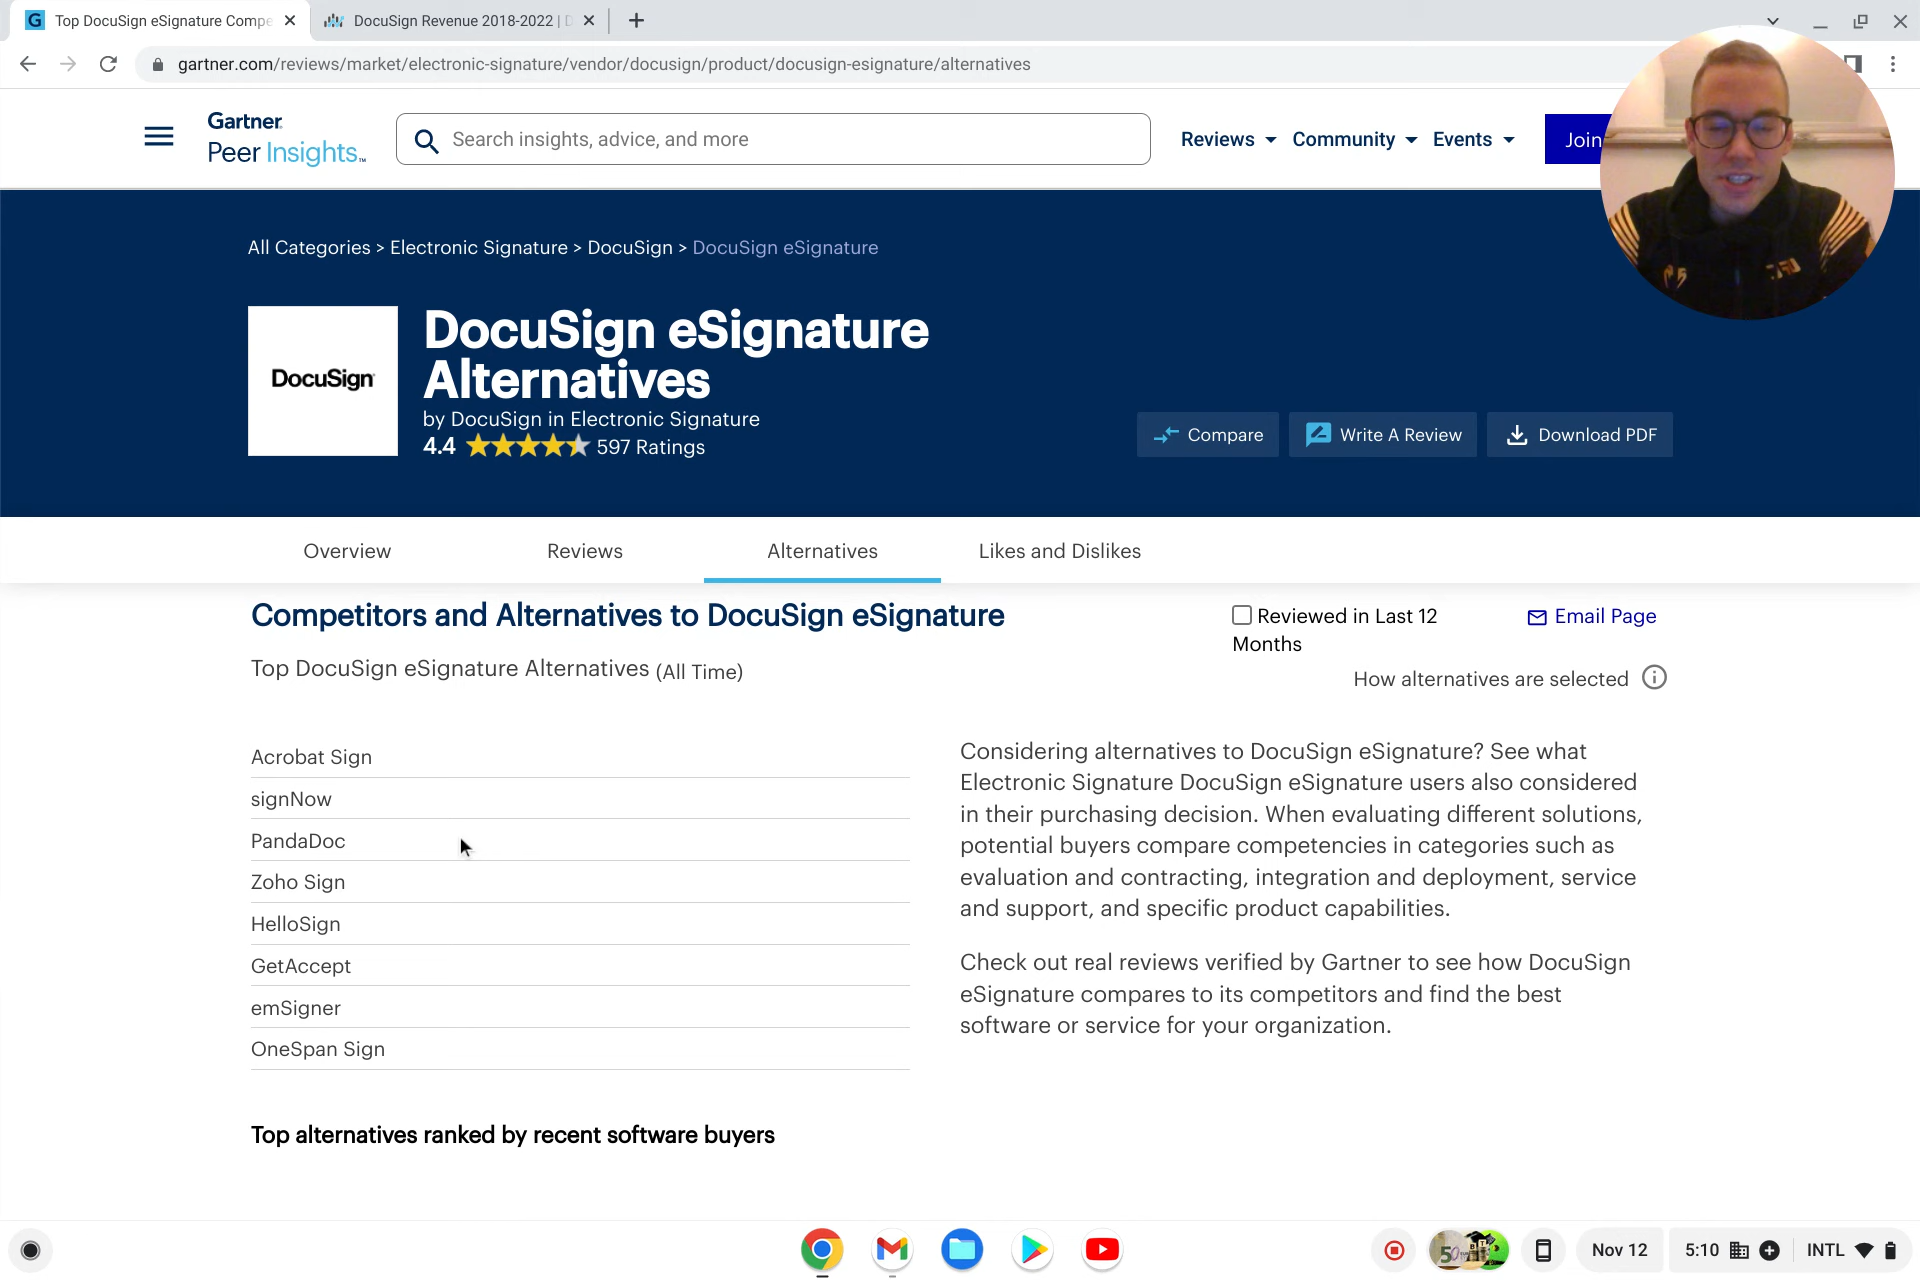 Top DocuSign eSignature Compe
DocuSign Revenue 2018-2022 |
gartner.com/reviews/market/electronic-signature/vendor/docusign/product/docusign-esignature/alternatives
Gartner
Peer Insights™
Search insights, advice, and more
Reviews
Community
Events
Join
All Categories > Electronic Signature > DocuSign > DocuSign eSignature
DocuSign
DocuSign eSignature
Alternatives
by DocuSign in Electronic Signature
4.4
597 Ratings
Compare
Write A Review
Download PDF
Overview
Reviews
Alternatives
Likes and Dislikes
Competitors and Alternatives to DocuSign eSignature
Reviewed in Last 12
Months
Email Page
Top DocuSign eSignature Alternatives (All Time)
How alternatives are selected
Acrobat Sign
signNow
PandaDoc
Zoho Sign
HelloSign
GetAccept
emSigner
OneSpan Sign
Considering alternatives to DocuSign eSignature? See what
Electronic Signature DocuSign eSignature users also considered
in their purchasing decision. When evaluating different solutions,
potential buyers compare competencies in categories such as
evaluation and contracting, integration and deployment, service
and support, and specific product capabilities.
Check out real reviews verified by Gartner to see how DocuSign
eSignature compares to its competitors and find the best
software or service for your organization.
Top alternatives ranked by recent software buyers
Nov 12
5:10
INTL